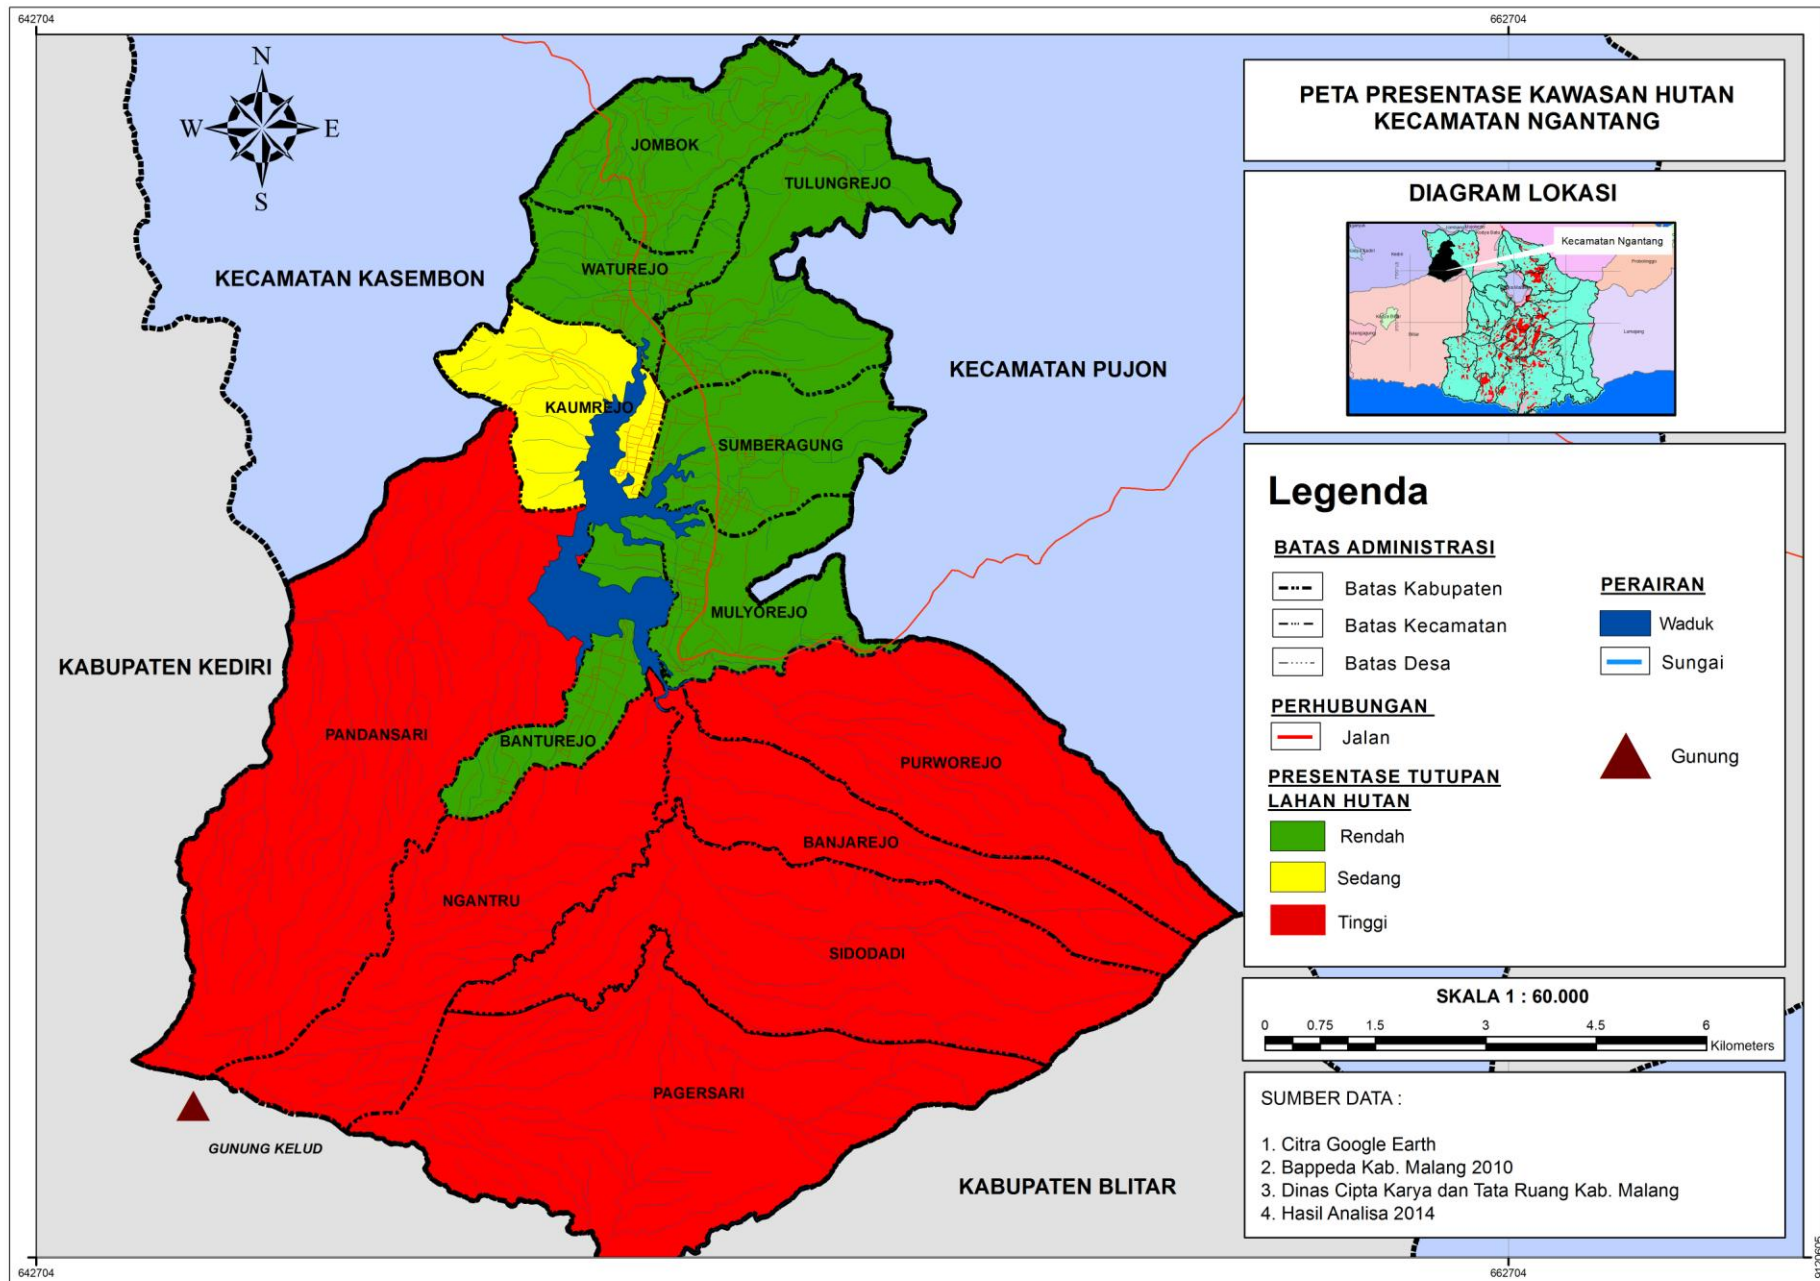 642704
662704
N
W
E
S
JOMBOK
TULUNGREJO
WATUREJO
KECAMATAN KASEMBON
KECAMATAN PUJON
KAUMREJO
SUMBERAGUNG
MULYOREJO
KABUPATEN KEDIRI
PANDANSARI
BANTUREJO
PURWOREJO
BANJAREJO
NGANTRU
SIDODADI
PAGERSARI
GUNUNG KELUD
KABUPATEN BLITAR
PETA PRESENTASE KAWASAN HUTAN
KECAMATAN NGANTANG
DIAGRAM LOKASI
Kecamatan Ngantang
Legenda
BATAS ADMINISTRASI
Batas Kabupaten
Batas Kecamatan
Batas Desa
PERHUBUNGAN
Jalan
PRESENTASE TUTUPAN
LAHAN HUTAN
Rendah
Sedang
Tinggi
PERAIRAN
Waduk
Sungai
Gunung
SKALA 1 : 60.000
0 0.75 1.5 3 4.5 6
Kilometers
SUMBER DATA :
1. Citra Google Earth
2. Bappeda Kab. Malang 2010
3. Dinas Cipta Karya dan Tata Ruang Kab. Malang
4. Hasil Analisa 2014
642704
662704